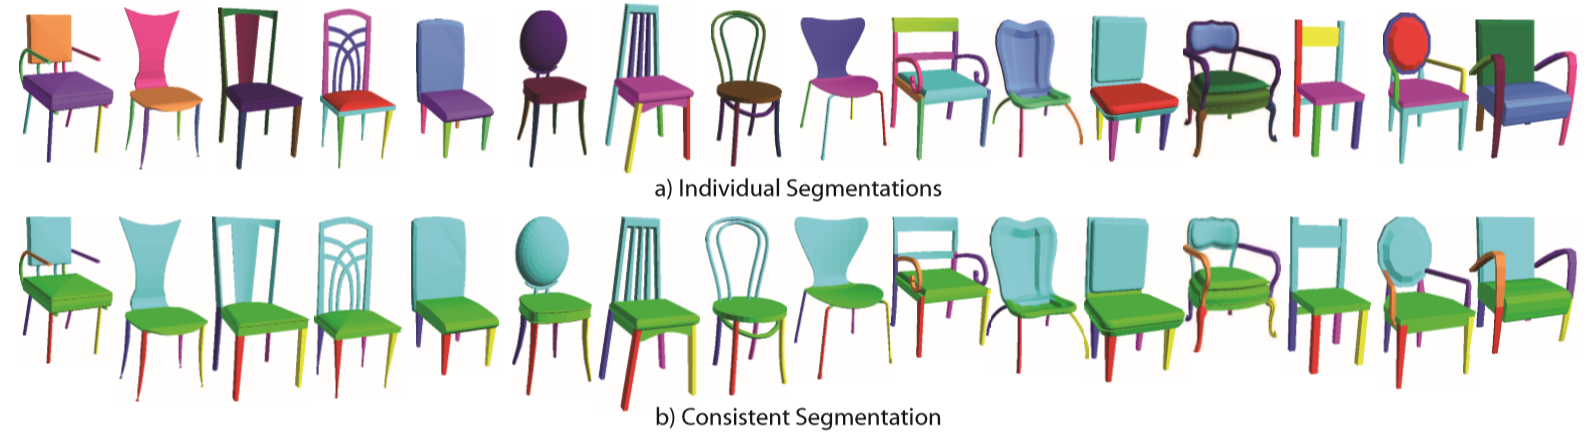 a) Individual Segmentations
b) Consistent Segmentation